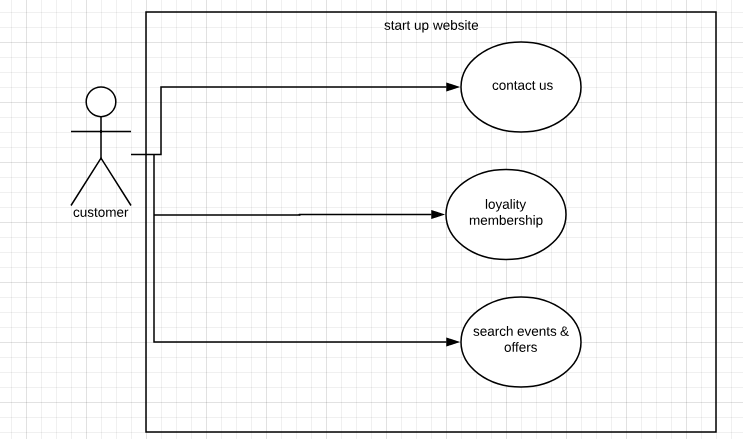 start up website
contact us
customer
loyality
membership
search events &
offers